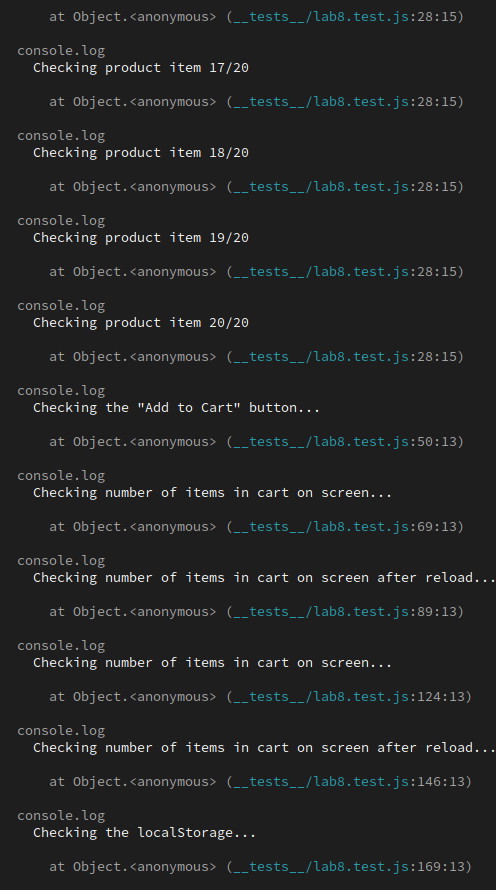 at Object.<anonymous> (__tests__/lab8.test.js:28:15)
console.log
Checking product item 17/20
at Object.<anonymous> (__tests__/lab8.test.js:28:15)
console.log
Checking product item 18/20
at Object.<anonymous> (__tests__/lab8.test.js:28:15)
console.log
Checking product item 19/20
at Object.<anonymous> (__tests__/lab8.test.js:28:15)
console.log
Checking product item 20/20
at Object.<anonymous> (__tests__/lab8.test.js:28:15)
console.log
Checking the "Add to Cart" button...
at Object.<anonymous> (__tests__/lab8.test.js:50:13)
console.log
Checking number of items in cart on screen...
at Object.<anonymous> (__tests__/lab8.test.js:69:13)
console.log
Checking number of items in cart on screen after reload...
at Object.<anonymous> (__tests__/lab8.test.js:89:13)
console.log
Checking number of items in cart on screen...
at Object.<anonymous> (__tests__/lab8.test.js:124:13)
console.log
Checking number of items in cart on screen after reload...
at Object.<anonymous> (__tests__/lab8.test.js:146:13)
console.log
Checking the localStorage...
at Object.<anonymous> (__tests__/lab8.test.js:169:13)